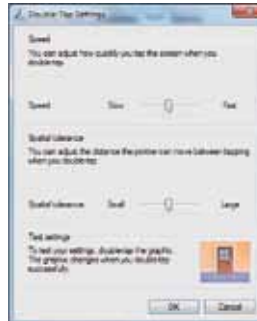 Double-Tap Settings
Speed
You can adjust how quickly you tap the screen when you
double-tap.
Speed Slow Fast
Spatial tolerance
You can adjust the distance the pointer can move between tapping
when you double-tap.
Spatial tolerance Small Large
Test settings
To test your settings, double-tap the graphic.
The graphic changes when you double-tap
successfully.
OK Cancel